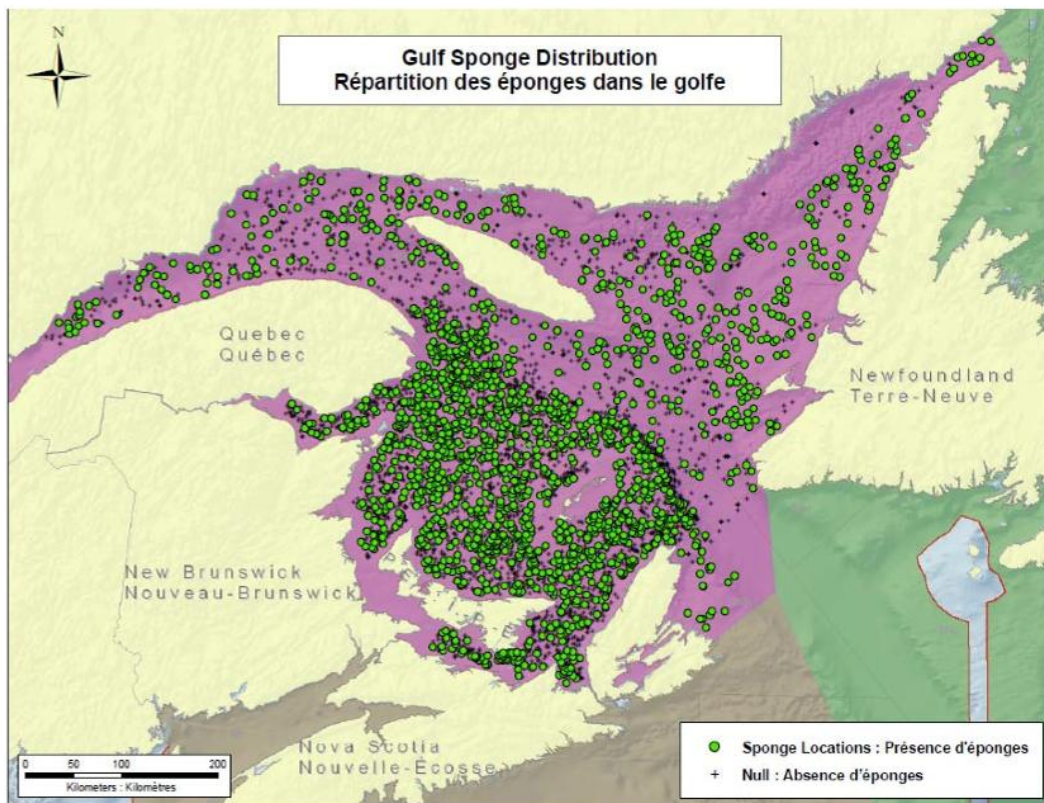 N
Gulf Sponge Distribution
Répartition des éponges dans le golfe
Quebec
Québec
Newfoundland
Terre-Neuve
New Brunswick
Nouveau-Brunswick
Nova Scotia
Nouvelle-Écosse
0 50 100 200
Kilometers : Kilomètres
Sponge Locations : Présence d'éponges
+ Null : Absence d'éponges